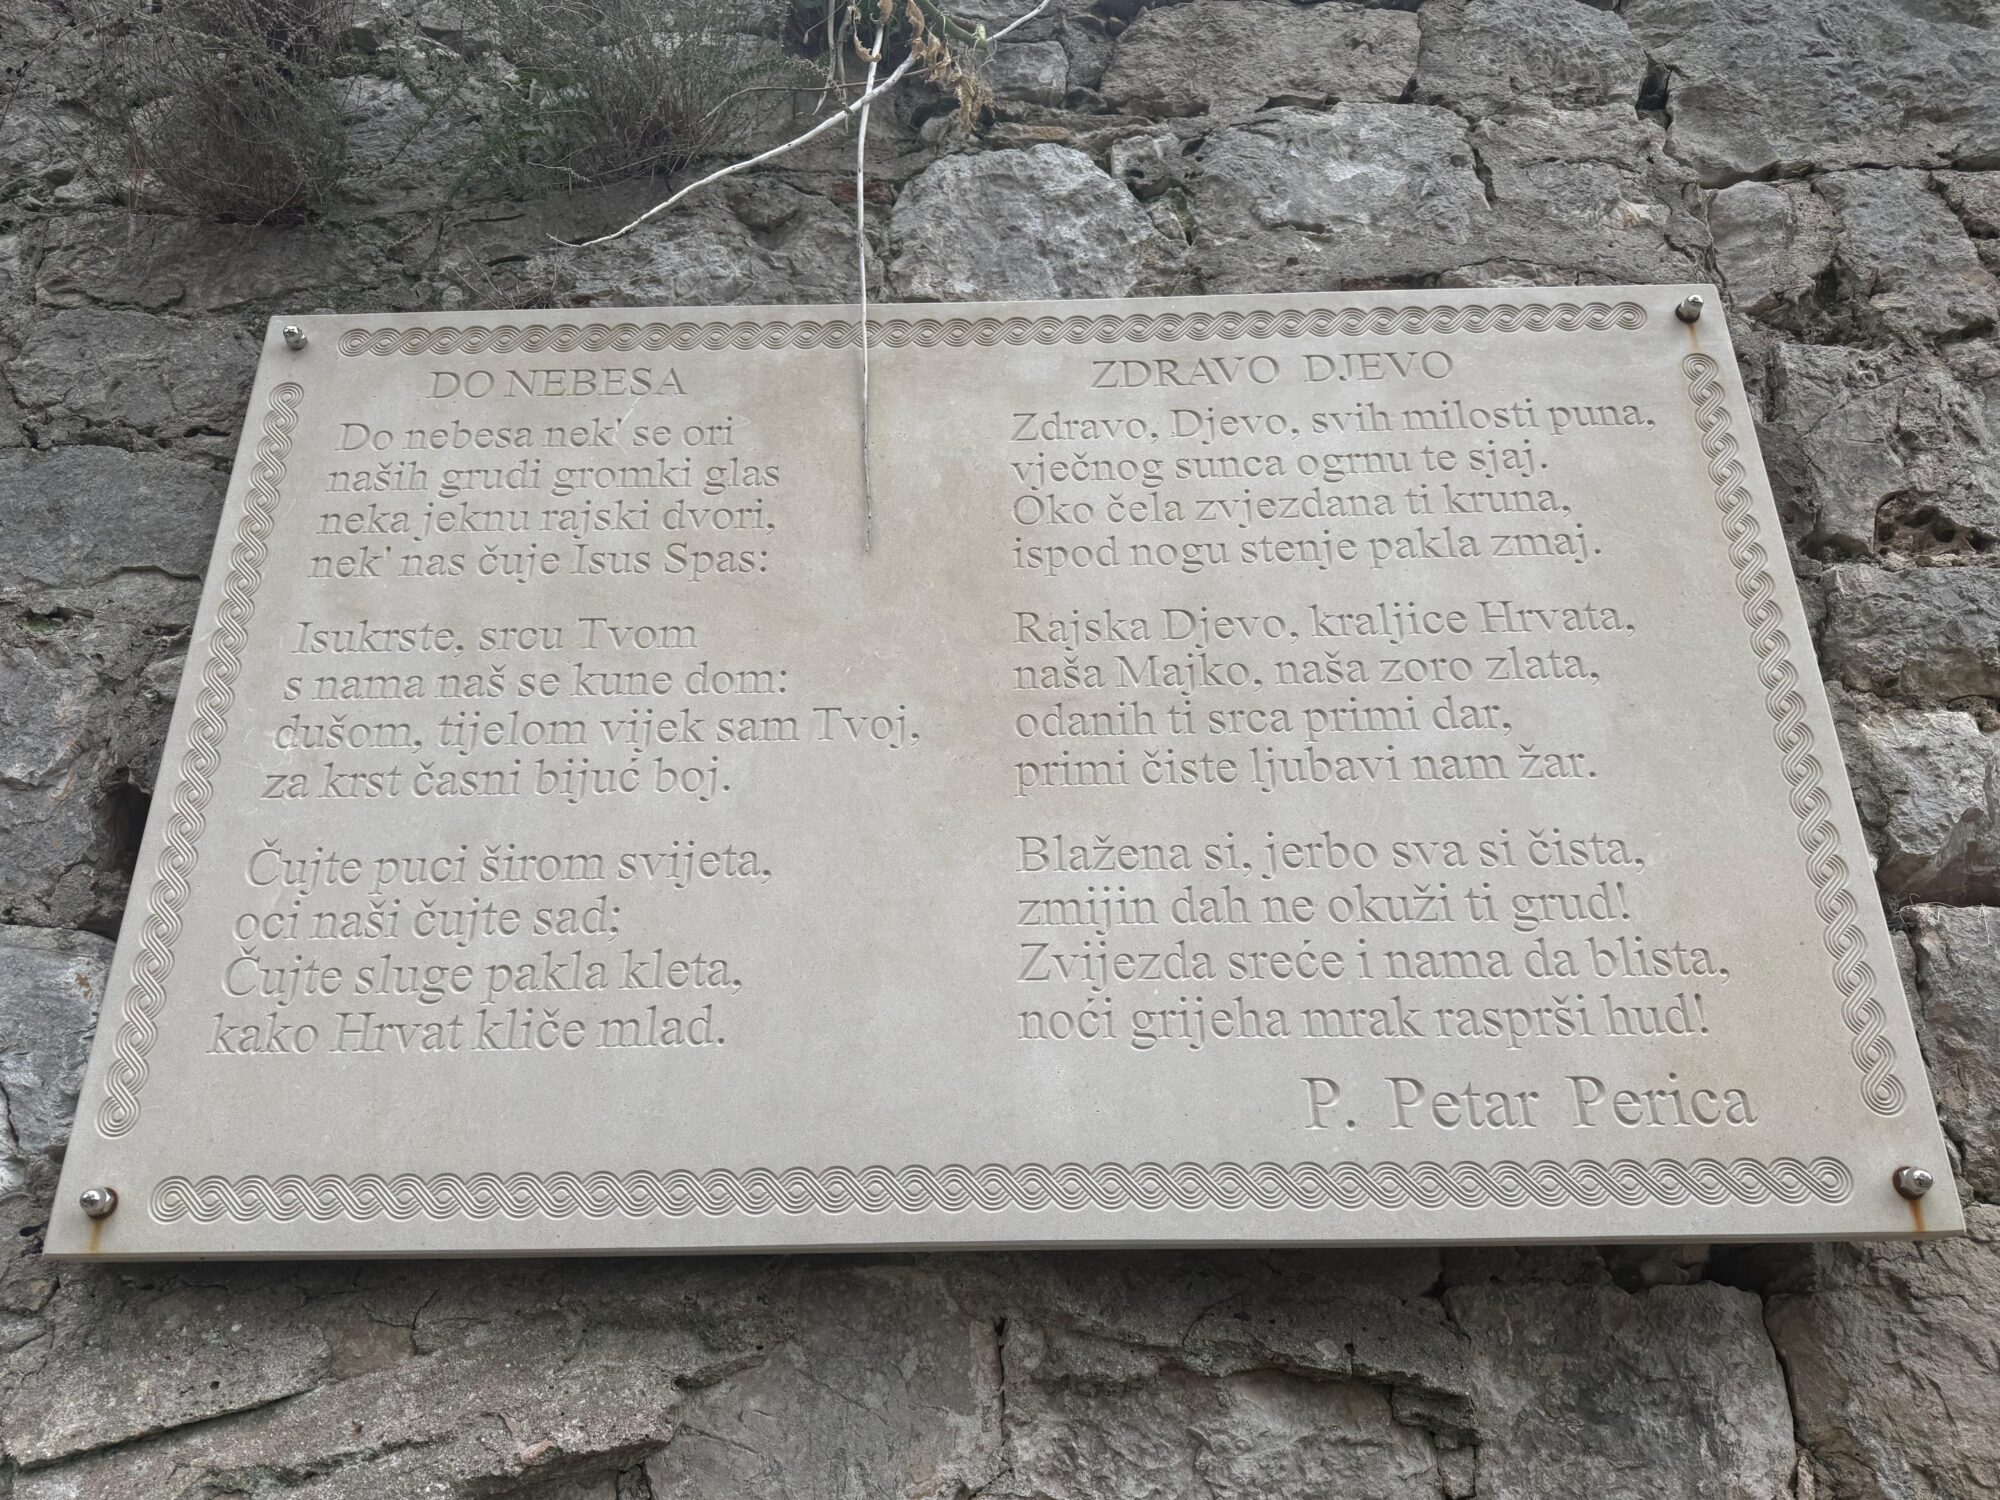 DO NEBESA
Do nebesa nek' se ori
naših grudi gromki glas
neka jeknu rajski dvori,
nek' nas čuje Isus Spas:
Isukrste, srcu Tvom
s nama naš se kune dom:
dušom, tijelom vijek sam Tvoj,
za krst časni bijuć boj.
Čujte puci širom svijeta,
oci naši čujte sad;
Čujte sluge pakla kleta,
kako Hrvat kliče mlad.
ZDRAVO DJEVO
Zdravo, Djevo, svih milosti puna,
vječnog sunca ogrnu te sjaj.
Oko čela zvjezdana ti kruna,
ispod nogu stenje pakla zmaj.
Rajska Djevo, kraljice Hrvata,
naša Majko, naša zoro zlata,
odanih ti srca primi dar,
primi čiste ljubavi nam žar.
Blažena si, jerbo sva si čista,
zmijin dah ne okuži ti grud!
Zvijezda sreće i nama da blista,
noći grijeha mrak rasprši hud!
P. Petar Perica